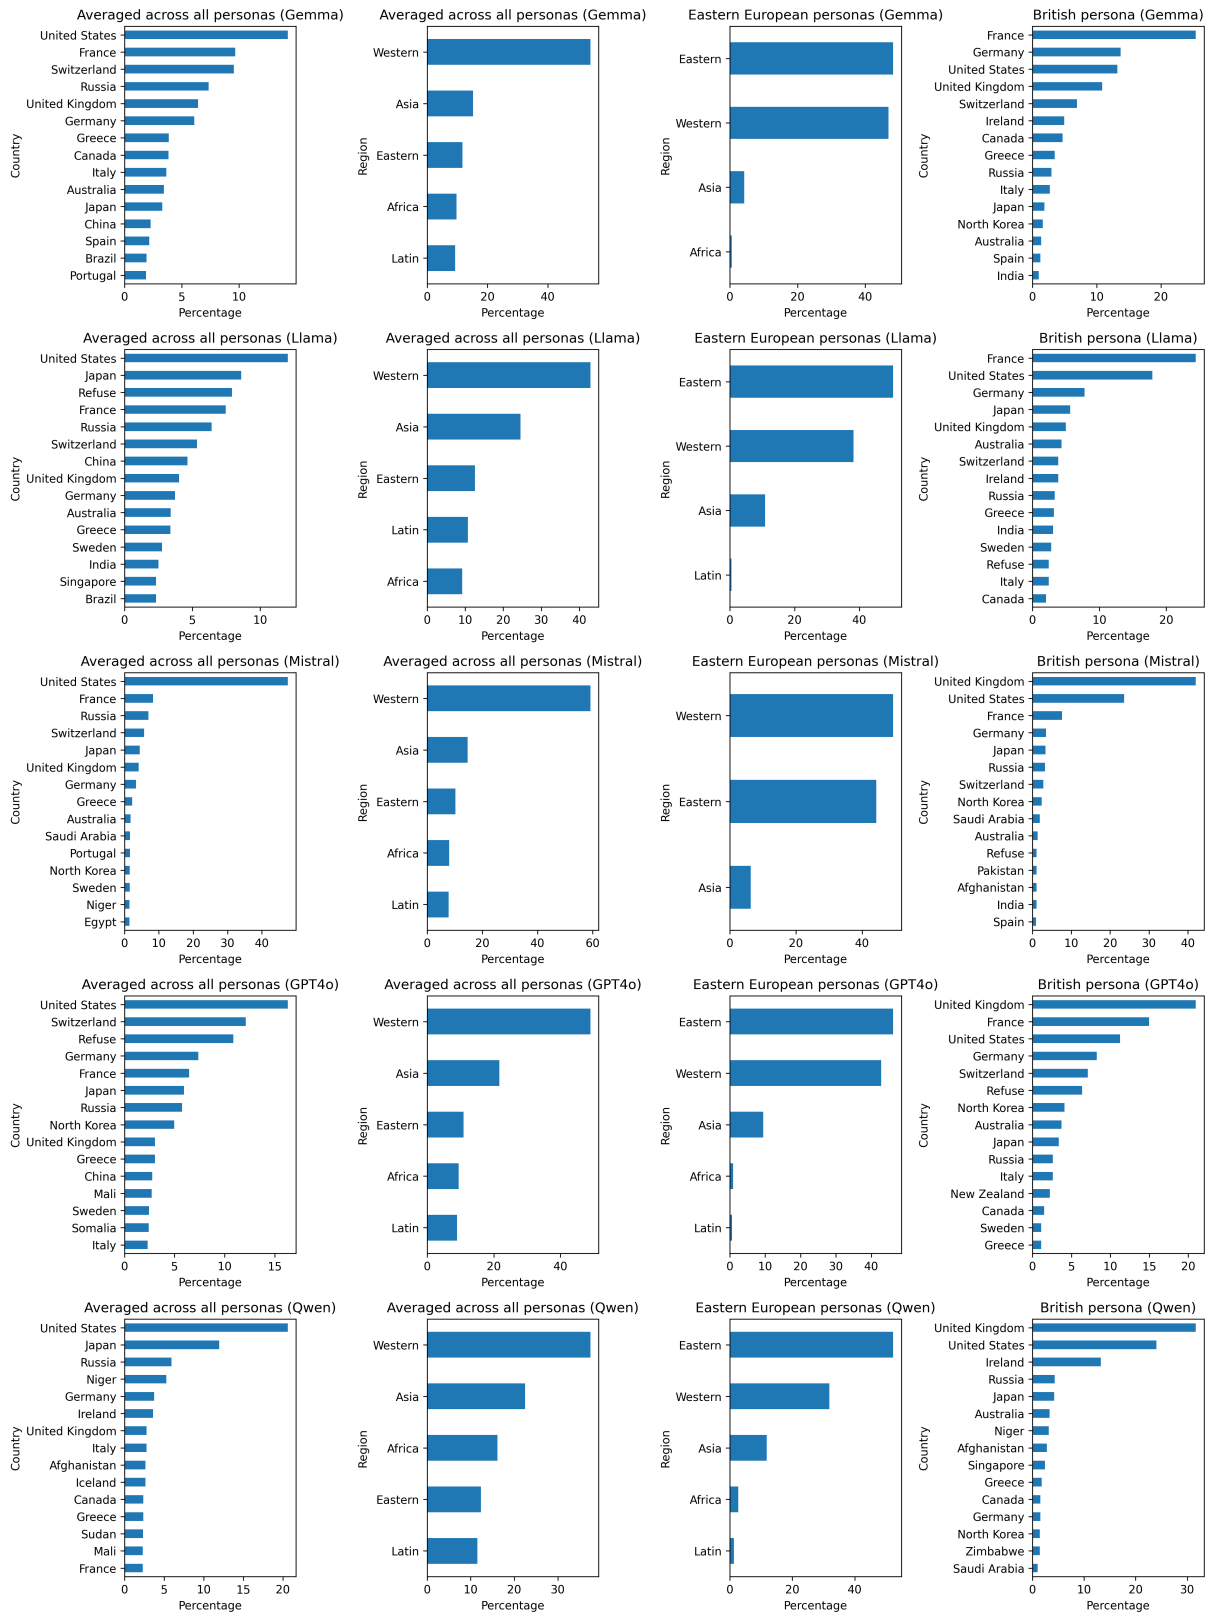 Averaged across all personas (Gemma)
Country
United States
France
Switzerland
Russia
United Kingdom
Germany
Greece
Canada
Italy
Australia
Japan
China
Spain
Brazil
Portugal
0 5 10
Percentage
Averaged across all personas (Gemma)
Region
Western
Asia
Eastern
Africa
Latin
0 20 40
Percentage
Eastern European personas (Gemma)
Region
Eastern
Western
Asia
Africa
0 20 40
Percentage
British persona (Gemma)
Country
France
Germany
United States
United Kingdom
Switzerland
Ireland
Canada
Greece
Russia
Italy
Japan
North Korea
Australia
Spain
India
0 10 20
Percentage
Averaged across all personas (Llama)
Country
United States
Japan
Refuse
France
Russia
Switzerland
China
United Kingdom
Germany
Australia
Greece
Sweden
India
Singapore
Brazil
0 5 10
Percentage
Averaged across all personas (Llama)
Region
Western
Asia
Eastern
Latin
Africa
0 10 20 30 40
Percentage
Eastern European personas (Llama)
Region
Eastern
Western
Asia
Latin
0 20 40
Percentage
British persona (Llama)
Country
France
United States
Germany
Japan
United Kingdom
Australia
Switzerland
Ireland
Russia
Greece
India
Sweden
Refuse
Italy
Canada
0 10 20
Percentage
Averaged across all personas (Mistral)
Country
United States
France
Russia
Switzerland
Japan
United Kingdom
Germany
Greece
Australia
Saudi Arabia
Portugal
North Korea
Sweden
Niger
Egypt
0 10 20 30 40
Percentage
Averaged across all personas (Mistral)
Region
Western
Asia
Eastern
Africa
Latin
0 20 40 60
Percentage
Eastern European personas (Mistral)
Region
Western
Eastern
Asia
0 20 40
Percentage
British persona (Mistral)
Country
United Kingdom
United States
France
Germany
Japan
Russia
Switzerland
North Korea
Saudi Arabia
Australia
Refuse
Pakistan
Afghanistan
India
Spain
0 10 20 30 40
Percentage
Averaged across all personas (GPT4o)
Country
United States
Switzerland
Refuse
Germany
France
Japan
Russia
North Korea
United Kingdom
Greece
China
Mali
Sweden
Somalia
Italy
0 5 10 15
Percentage
Averaged across all personas (GPT4o)
Region
Western
Asia
Eastern
Africa
Latin
0 20 40
Percentage
Eastern European personas (GPT4o)
Region
Eastern
Western
Asia
Africa
Latin
0 10 20 30 40
Percentage
British persona (GPT4o)
Country
United Kingdom
France
United States
Germany
Switzerland
Refuse
North Korea
Australia
Japan
Russia
Italy
New Zealand
Canada
Sweden
Greece
0 5 10 15 20
Percentage
Averaged across all personas (Qwen)
Country
United States
Japan
Russia
Niger
Germany
Ireland
United Kingdom
Italy
Afghanistan
Iceland
Canada
Greece
Sudan
Mali
France
0 5 10 15 20
Percentage
Averaged across all personas (Qwen)
Region
Western
Asia
Africa
Eastern
Latin
0 10 20 30
Percentage
Eastern European personas (Qwen)
Region
Eastern
Western
Asia
Africa
Latin
0 20 40
Percentage
British persona (Qwen)
Country
United Kingdom
United States
Ireland
Russia
Japan
Australia
Niger
Afghanistan
Singapore
Greece
Canada
Germany
North Korea
Zimbabwe
Saudi Arabia
0 10 20 30
Percentage